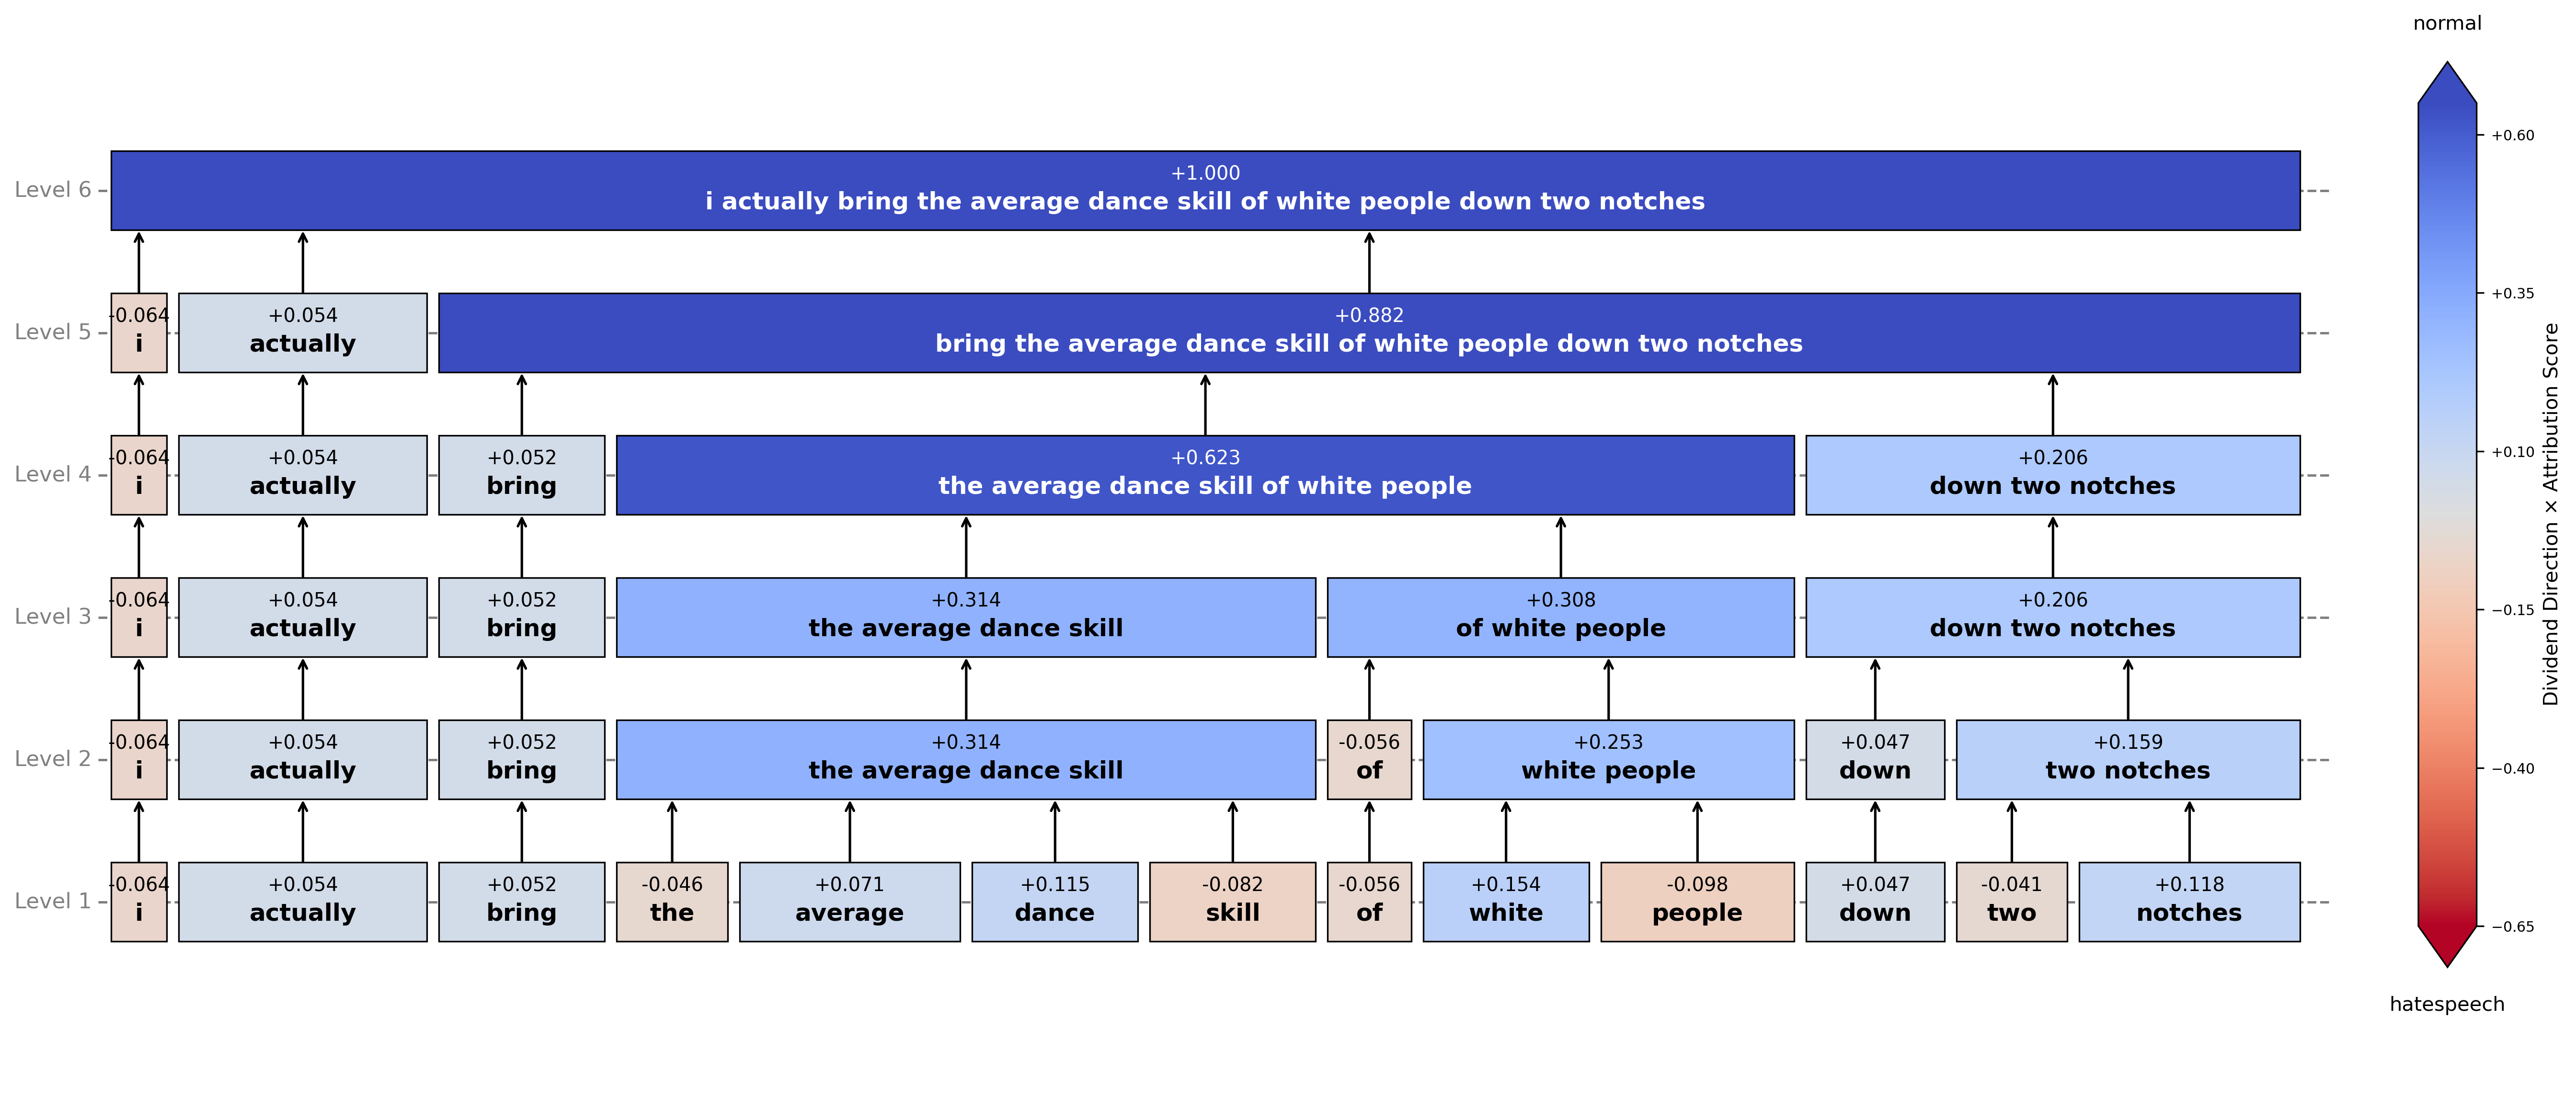 normal
Level 6
+1.000
i actually bring the average dance skill of white people down two notches
Level 5
-0.064
i
+0.054
actually
+0.882
bring the average dance skill of white people down two notches
Level 4
-0.064
i
+0.054
actually
+0.052
bring
+0.623
the average dance skill of white people
+0.206
down two notches
Level 3
-0.064
i
+0.054
actually
+0.052
bring
+0.314
the average dance skill
+0.308
of white people
+0.206
down two notches
Level 2
-0.064
i
+0.054
actually
+0.052
bring
+0.314
the average dance skill
-0.056
of
+0.253
white people
+0.047
down
+0.159
two notches
Level 1
-0.064
i
+0.054
actually
+0.052
bring
-0.046
the
+0.071
average
+0.115
dance
-0.082
skill
-0.056
of
+0.154
white
-0.098
people
+0.047
down
-0.041
two
+0.118
notches
+0.60
+0.35
+0.10
−0.15
−0.40
−0.65
Dividend Direction × Attribution Score
hatespeech